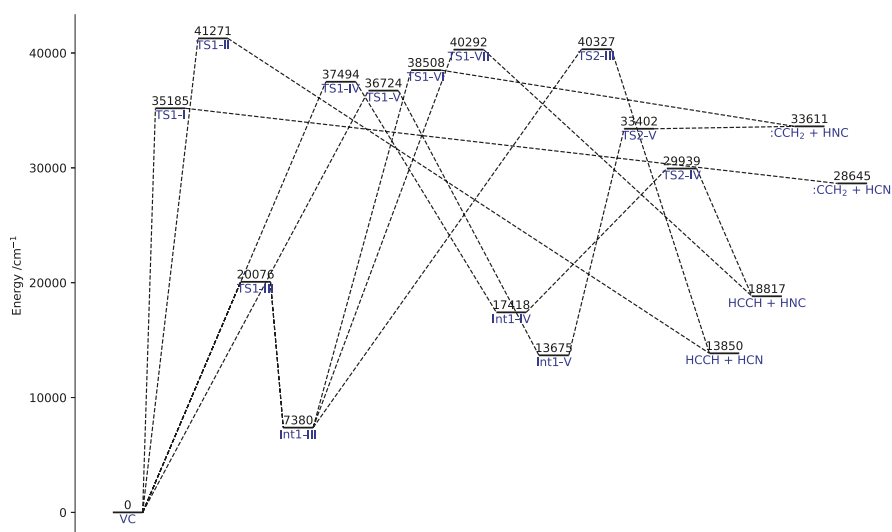 41271
TS1-II
40292
TS1-VII
40327
TS2-III
40000
38508
TS1-VI
37494
TS1-IV
36724
TS1-V
35185
TS1-I
33402
TS2-V
33611
:CCH₂ + HNC
30000
29939
TS2-IV
28645
:CCH₂ + HCN
Energy /cm⁻¹
20000
20076
TS1-III
18817
HCCH + HNC
17418
Int1-IV
13675
Int1-V
13850
HCCH + HCN
10000
7380
Int1-III
0
0
VC